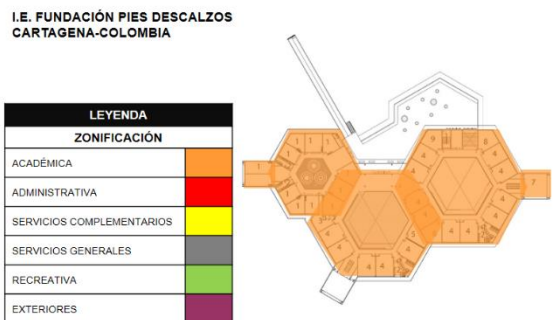 I.E. FUNDACIÓN PIES DESCALZOS
CARTAGENA-COLOMBIA
LEYENDA
ZONIFICACIÓN
ACADÉMICA
ADMINISTRATIVA
SERVICIOS COMPLEMENTARIOS
SERVICIOS GENERALES
RECREATIVA
EXTERIORES